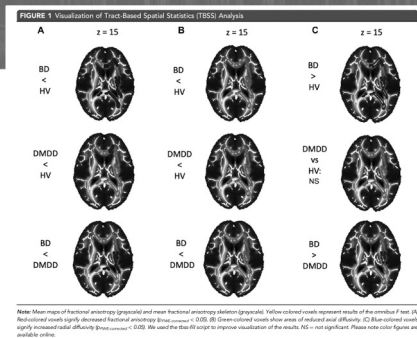 FIGURE 1 Visualization of Tract-Based Spatial Statistics (TBSS) Analysis
A z = 15 B z = 15 C z = 15
BD < HV BD < HV BD > HV
DMDD < HV DMDD < HV DMDD vs HV: NS
BD < DMDD BD < DMDD BD > DMDD
Note: Mean maps of fractional anisotropy (grayscale) and mean fractional anisotropy skeleton (grayscale). Yellow colored voxels represent results of the omnibus F test. (A)
Red-colored voxels signify decreased fractional anisotropy (pFWE-corrected < 0.05). (B) Green-colored voxels show areas of reduced axial diffusivity. (C) Blue-colored voxels
signify increased radial diffusivity (pFWE-corrected < 0.05). We used the tbss-fill script to improve visualization of the results. NS = not significant. Please note color figures are
available online.